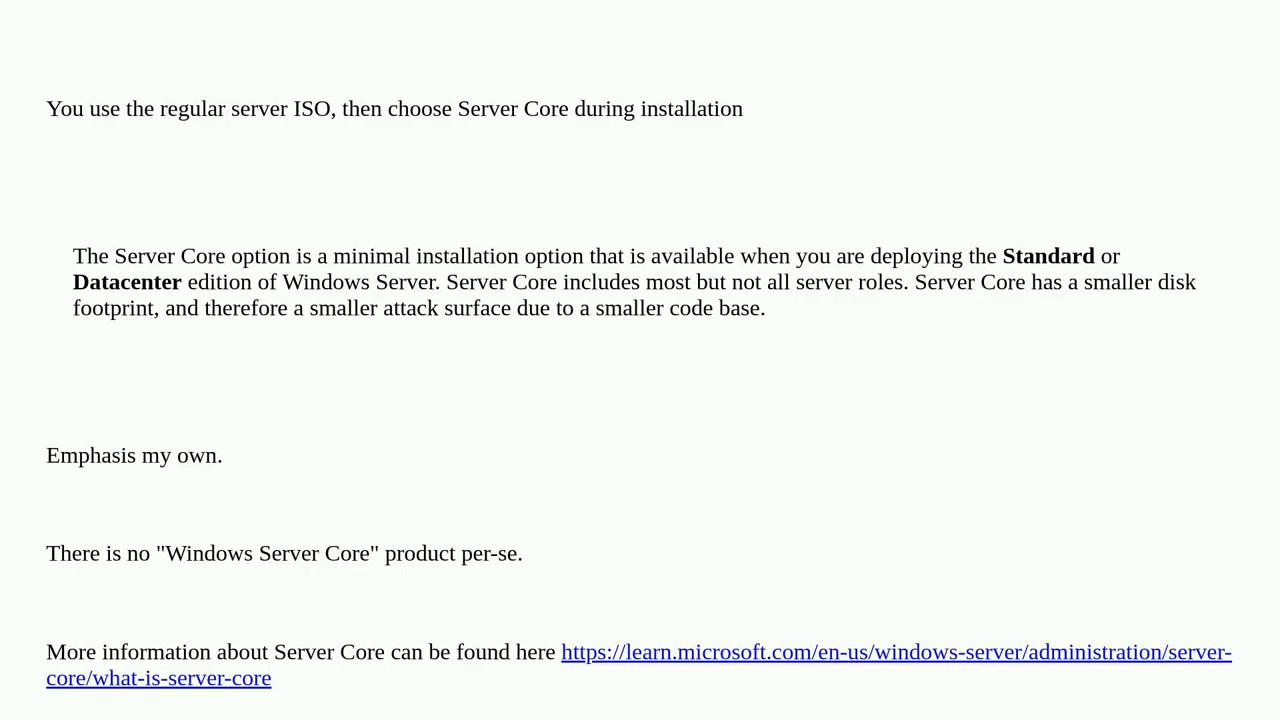 You use the regular server ISO, then choose Server Core during installation
The Server Core option is a minimal installation option that is available when you are deploying the Standard or
Datacenter edition of Windows Server. Server Core includes most but not all server roles. Server Core has a smaller disk
footprint, and therefore a smaller attack surface due to a smaller code base.
Emphasis my own.
There is no "Windows Server Core" product per-se.
More information about Server Core can be found here https://learn.microsoft.com/en-us/windows-server/administration/server-
core/what-is-server-core